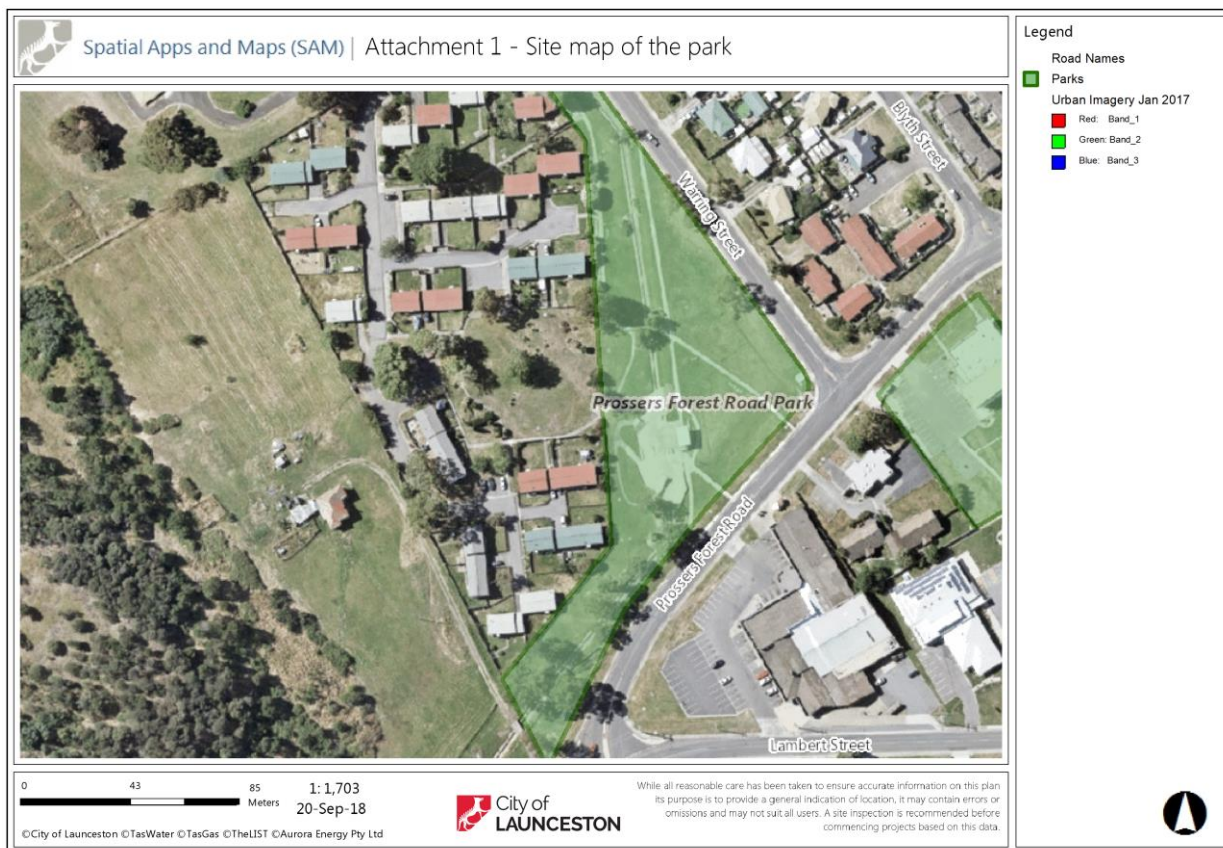 Spatial Apps and Maps (SAM) | Attachment 1 - Site map of the park
Legend
Road Names
Parks
Urban Imagery Jan 2017
Red: Band_1
Green: Band_2
Blue: Band_3
Blyth Street
Warring Street
Prossers Forest Road Park
Prossers Forest Road
Lambert Street
0 43 85
Meters
1: 1,703
20-Sep-18
©City of Launceston ©TasWater ©TasGas ©TheLIST ©Aurora Energy Pty Ltd
City of
LAUNCESTON
While all reasonable care has been taken to ensure accurate information on this plan
its purpose is to provide a general indication of location, it may contain errors or
omissions and may not suit all users. A site inspection is recommended before
commencing projects based on this data.